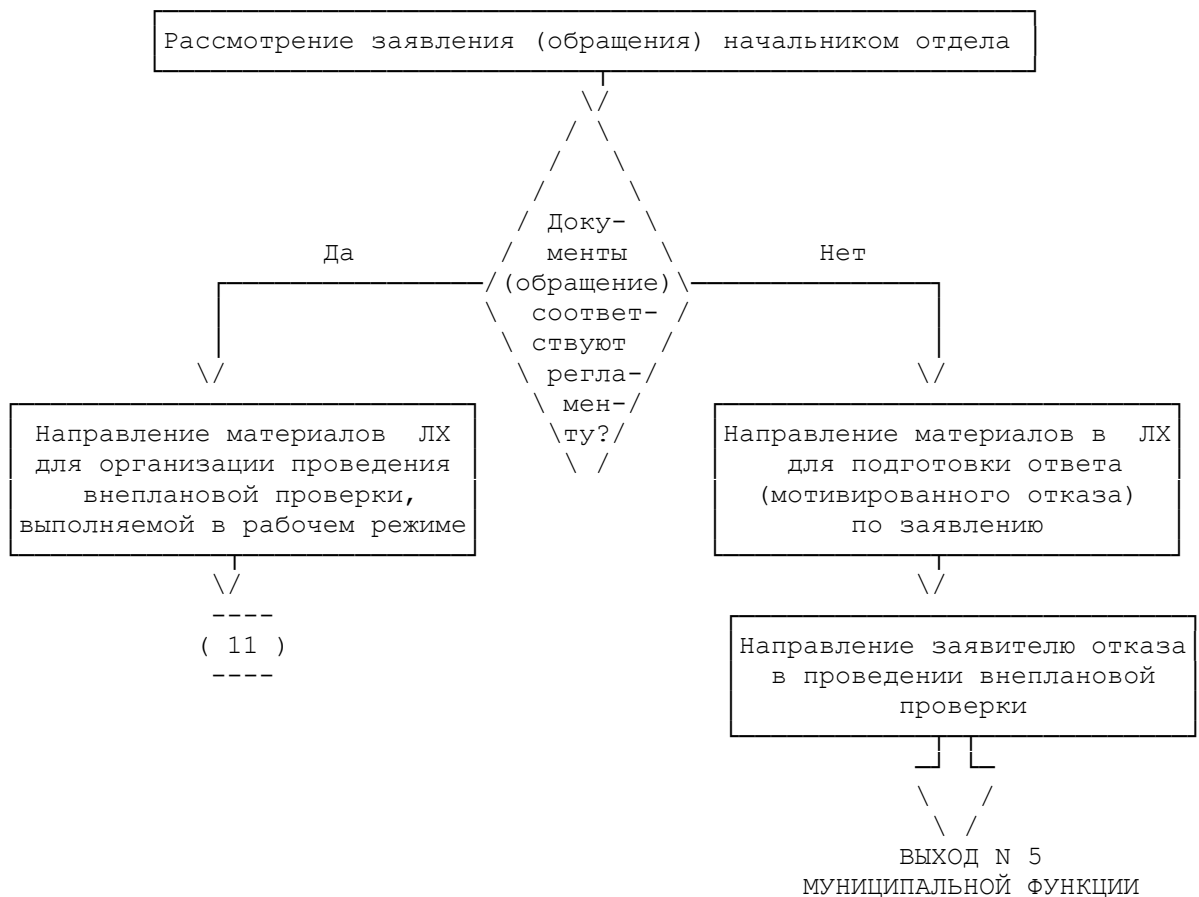 Рассмотрение заявления (обращения) начальником отдела
Доку-
менты
(обращение)
соответ-
ствуют
регла-
мен-
ту?
Да
Нет
Направление материалов ЛХ
для организации проведения
внеплановой проверки,
выполняемой в рабочем режиме
( 11 )
Направление материалов в ЛХ
для подготовки ответа
(мотивированного отказа)
по заявлению
Направление заявителю отказа
в проведении внеплановой
проверки
ВЫХОД N 5
МУНИЦИПАЛЬНОЙ ФУНКЦИИ